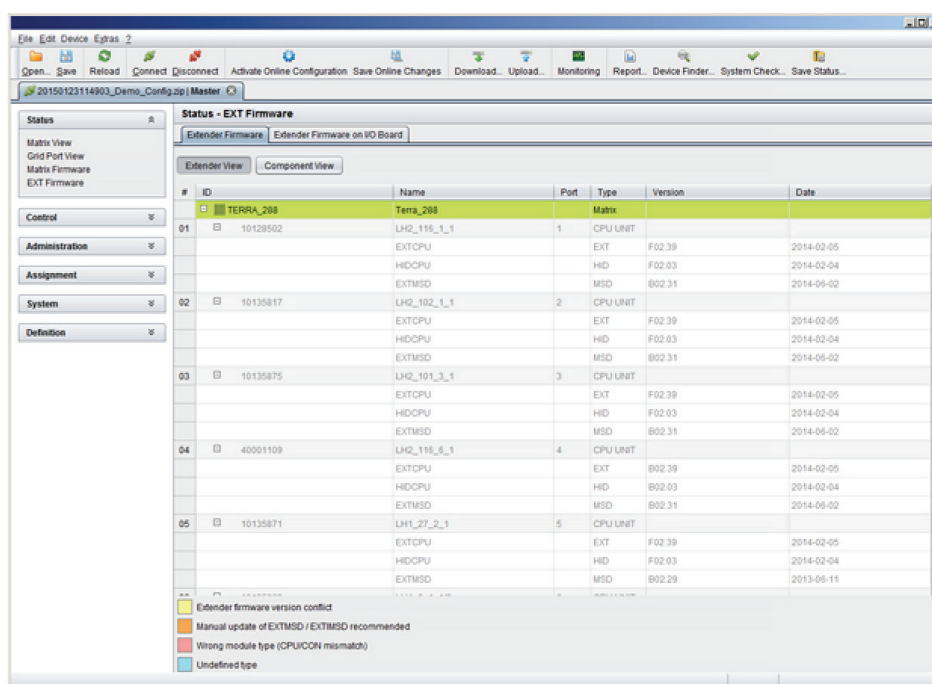 File Edit Device Extras ?
Open... Save Reload Connect Disconnect Activate Online Configuration Save Online Changes Download... Upload... Monitoring Report... Device Finder... System Check... Save Status...
20150123114903_Demo_Config.zip | Master
Status
Matrix View
Grid Port View
Matrix Firmware
EXT Firmware
Control
Administration
Assignment
System
Definition
Status - EXT Firmware
Extender Firmware Extender Firmware on I/O Board
Extender View Component View
# ID Name Port Type Version Date
TERRA_288 Terra_288 Matrix
01 10128502 LH2_116_1_1 1 CPU UNIT
EXTCPU EXT F02.39 2014-02-05
HIDCPU HID F02.03 2014-02-04
EXTMSD MSD B02.31 2014-06-02
02 10135817 LH2_102_1_1 2 CPU UNIT
EXTCPU EXT F02.39 2014-02-05
HIDCPU HID F02.03 2014-02-04
EXTMSD MSD B02.31 2014-06-02
03 10135875 LH2_101_3_1 3 CPU UNIT
EXTCPU EXT F02.39 2014-02-05
HIDCPU HID F02.03 2014-02-04
EXTMSD MSD B02.31 2014-06-02
04 40001109 LH2_116_6_1 4 CPU UNIT
EXTCPU EXT B02.39 2014-02-05
HIDCPU HID B02.03 2014-02-04
EXTMSD MSD B02.31 2014-06-02
05 10135871 LH1_27_2_1 5 CPU UNIT
EXTCPU EXT F02.39 2014-02-05
HIDCPU HID F02.03 2014-02-04
EXTMSD MSD B02.29 2013-06-11
Extender firmware version conflict
Manual update of EXTMSD / EXTIMSD recommended
Wrong module type (CPU/CON mismatch)
Undefined type